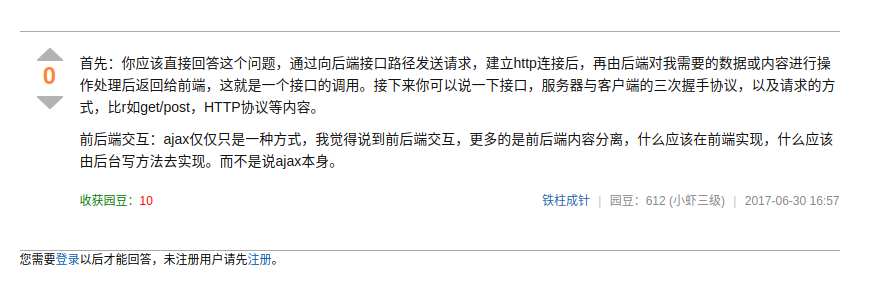 0
首先：你应该直接回答这个问题，通过向后端接口路径发送请求，建立http连接后，再由后端对我需要的数据或内容进行操
作处理后返回给前端，这就是一个接口的调用。接下来你可以说一下接口，服务器与客户端的三次握手协议，以及请求的方
式，比r如get/post，HTTP协议等内容。
前后端交互：ajax仅仅只是一种方式，我觉得说到前后端交互，更多的是前后端内容分离，什么应该在前端实现，什么应该
由后台写方法去实现。而不是说ajax本身。
收获园豆：10
铁柱成针 | 园豆：612 (小虾三级) | 2017-06-30 16:57
您需要登录以后才能回答，未注册用户请先注册。